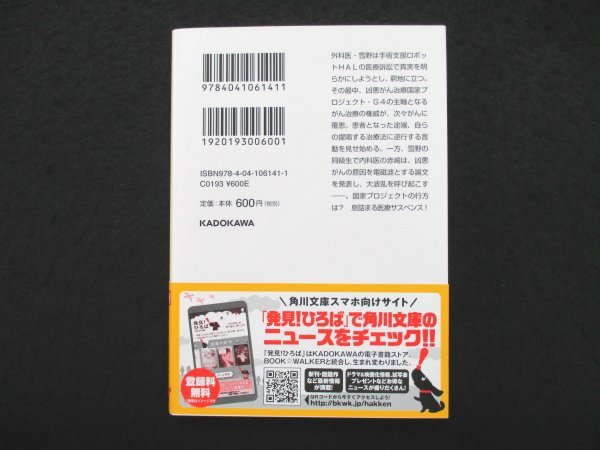 外科医・雪野は手術支援ロボッ
トHALの医療訴訟で真実を明
らかにしようとし、窮地に立つ。
その最中、凶悪がん治療国家プ
ロジェクト・G4の主軸となる
がん治療の権威が、次々がんに
罹患。患者となった途端、自ら
の提唱する治療法に逆行する言
動を見せ始める。一方、雪野の
同級生で内科医の赤崎は、凶悪
がんの原因を電磁波とする論文
を発表し、大波乱を呼び起こす
――。国家プロジェクトの行方
は？ 息詰まる医療サスペンス！
9784041061411
1920193006001
ISBN978-4-04-106141-1
C0193 ¥600E
定価：本体600円(税別)
KADOKAWA
角川文庫スマホ向けサイト
「発見!ひろば」で角川文庫の
ニュースをチェック!!
「発見!ひろば」はKADOKAWAの電子書籍ストア、
BOOK☆WALKERと統合し、生まれ変わりました。
発見!
ひろば
登録料
無料
新刊・話題作
など最新情報
が満載!
ドラマ&映画化情報、試写会
プレゼントなどお得な
ニュースが盛りだくさん!
QRコードから今すぐアクセスしよう!
http://bkwk.jp/hakken